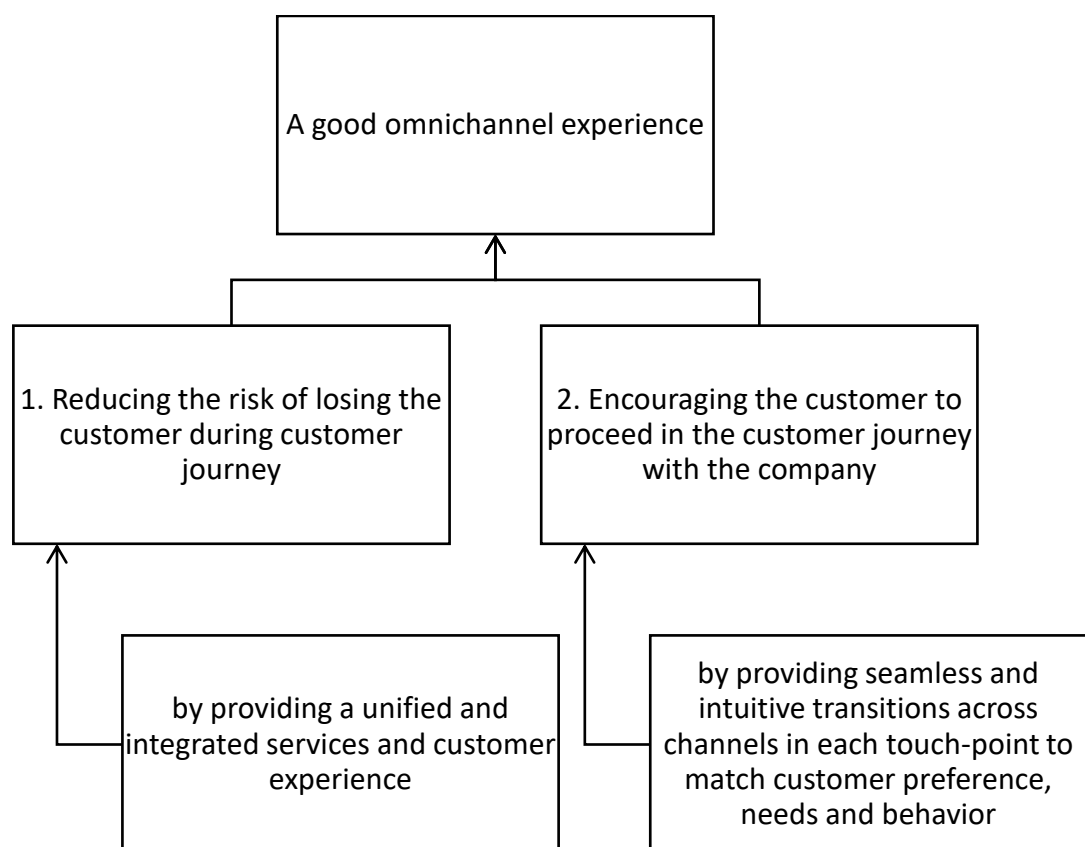 A good omnichannel experience
1. Reducing the risk of losing the
customer during customer
journey
2. Encouraging the customer to
proceed in the customer journey
with the company
by providing a unified and
integrated services and customer
experience
by providing seamless and
intuitive transitions across
channels in each touch-point to
match customer preference,
needs and behavior